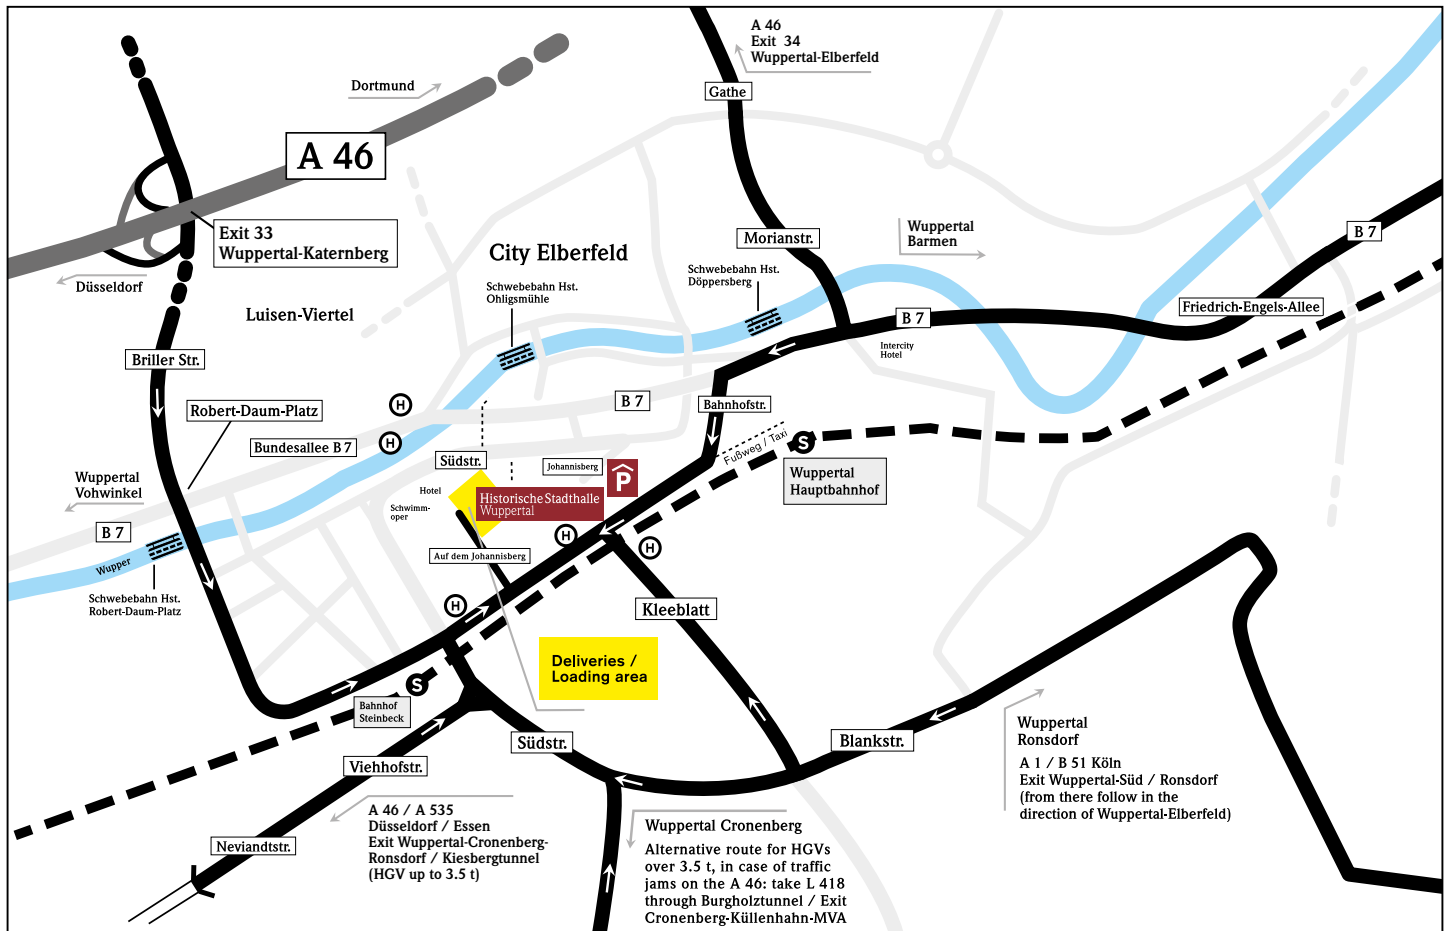 A 46
Exit 34
Wuppertal-Elberfeld
Dortmund
Gathe
A 46
Exit 33
Wuppertal-Katernberg
Düsseldorf
City Elberfeld
Luisen-Viertel
Morianstr.
Wuppertal
Barmen
B 7
Schwebebahn Hst.
Döppersberg
Schwebebahn Hst.
Ohligsmühle
Friedrich-Engels-Allee
B 7
Intercity
Hotel
Briller Str.
Robert-Daum-Platz
H
B 7
Bahnhofstr.
H
Bundesallee B 7
Fußweg / Taxi
S
Südstr.
Johannisberg
P
Wuppertal
Hauptbahnhof
Wuppertal
Vohwinkel
Hotel
Historische Stadthalle
Wuppertal
Schwimm-
oper
B 7
H
H
Auf dem Johannisberg
Wupper
Schwebebahn Hst.
Robert-Daum-Platz
H
Kleeblatt
Deliveries /
Loading area
S
Bahnhof
Steinbeck
Südstr.
Blankstr.
Viehhofstr.
Wuppertal
Ronsdorf
A 1 / B 51 Köln
Exit Wuppertal-Süd / Ronsdorf
(from there follow in the
direction of Wuppertal-Elberfeld)
A 46 / A 535
Düsseldorf / Essen
Exit Wuppertal-Cronenberg-
Ronsdorf / Kiesbergtunnel
(HGV up to 3.5 t)
Neviandtstr.
Wuppertal Cronenberg
Alternative route for HGVs
over 3.5 t, in case of traffic
jams on the A 46: take L 418
through Burgholztunnel / Exit
Cronenberg-Küllenhahn-MVA